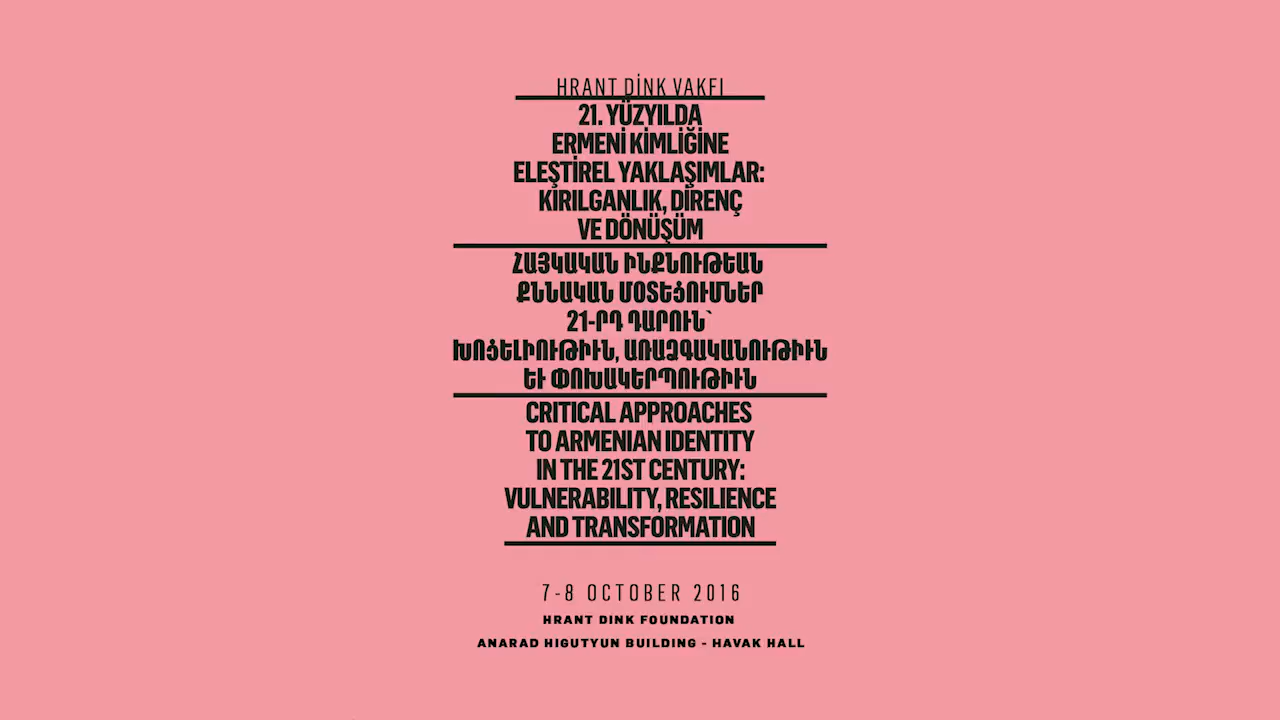 HRANT DİNK VAKFI
21. YÜZYILDA
ERMENİ KİMLİĞİNE
ELEŞTİREL YAKLAŞIMLAR:
KIRILGANLIK, DİRENÇ
VE DÖNÜŞÜM
ՀԱՅԿԱԿԱՆ ԻՆՔՆՈՒԹԵԱՆ
ՔՆՆԱԿԱՆ ՄՕՏԵՑՈՒՄՆԵՐ
21-ՐԴ ԴԱՐՈՒՆ՝
ԽՈՑԵԼԻՈՒԹԻՒՆ, ԱՌԱՁԳԱԿԱՆՈՒԹԻՒՆ
ԵՒ ՓՈԽԱԿԵՐՊՈՒԹԻՒՆ
CRITICAL APPROACHES
TO ARMENIAN IDENTITY
IN THE 21ST CENTURY:
VULNERABILITY, RESILIENCE
AND TRANSFORMATION
7-8 OCTOBER 2016
HRANT DINK FOUNDATION
ANARAD HIGUTYUN BUILDING - HAVAK HALL